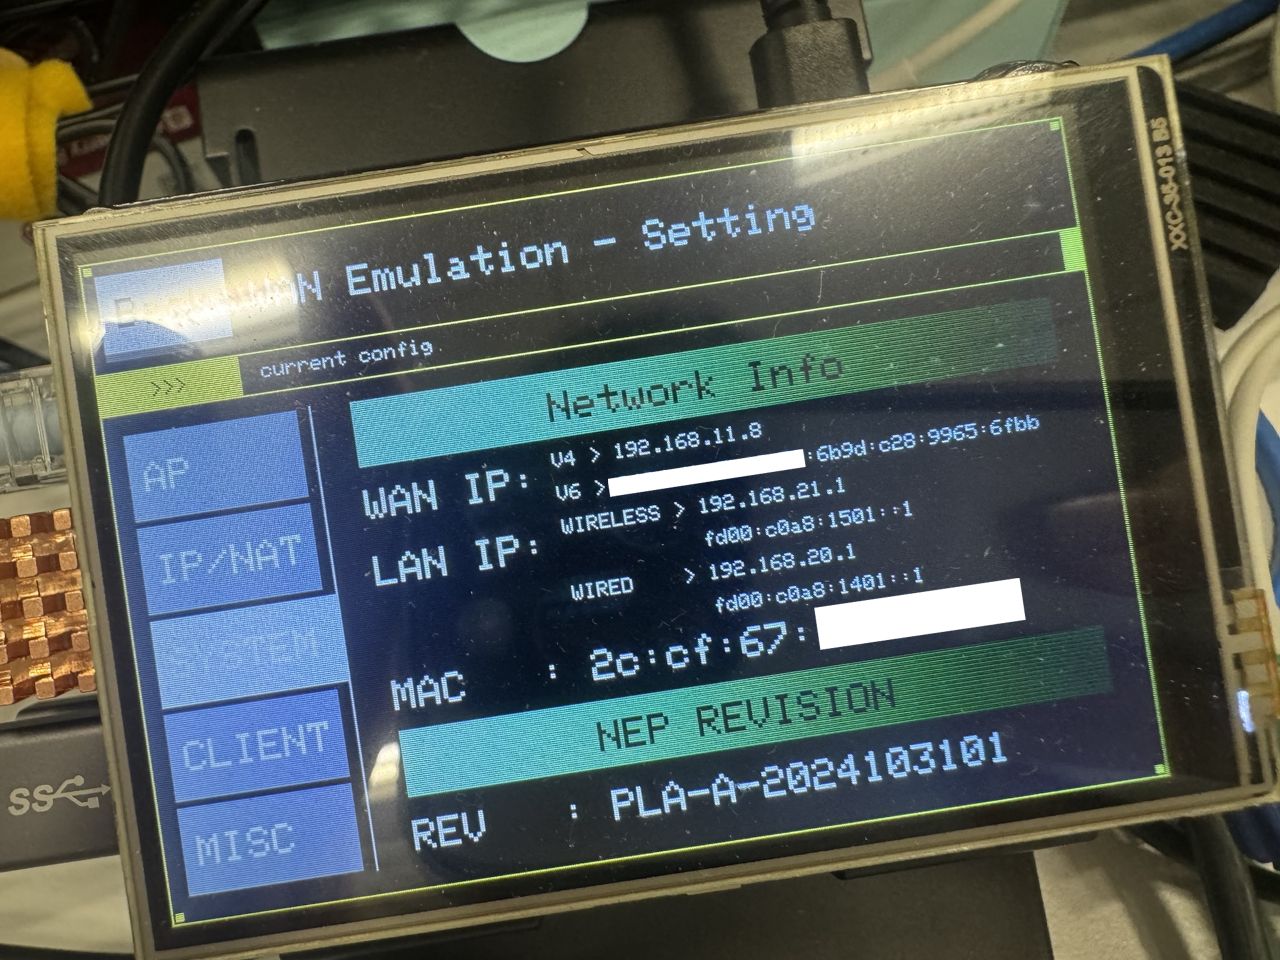 Emulation - Setting
>>> current config
Network Info
WAN IP: V4 > 192.168.11.8
V6 > :6b9d:c28:9965:6fbb
LAN IP: WIRELESS > 192.168.21.1
fd00:c0a8:1501::1
WIRED > 192.168.20.1
fd00:c0a8:1401::1
MAC : 2c:cf:67:
NEP REVISION
REV : PLA-A-2024103101
AP
IP/NAT
SYSTEM
CLIENT
MISC
XXC-35-013 B5
SS